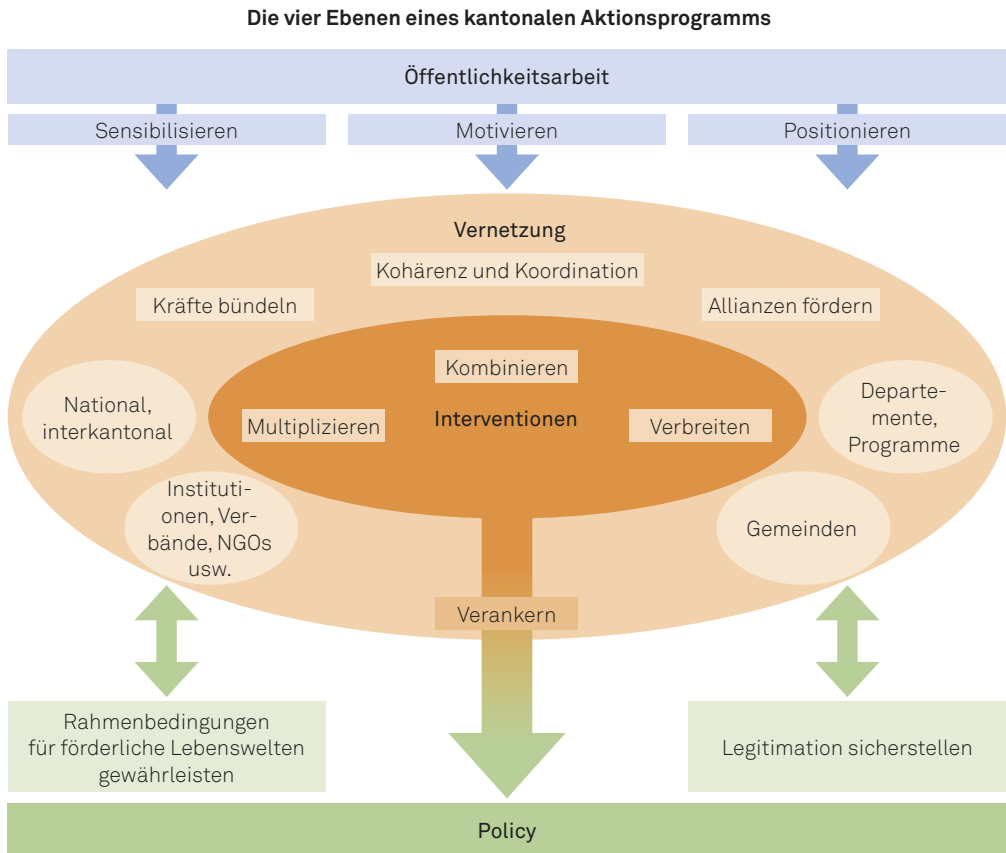 Die vier Ebenen eines kantonalen Aktionsprogramms
Öffentlichkeitsarbeit
Sensibilisieren
Motivieren
Positionieren
Vernetzung
Kohärenz und Koordination
Kräfte bündeln
Allianzen fördern
Kombinieren
National,
interkantonal
Multiplizieren
Interventionen
Verbreiten
Departe-
mente,
Programme
Instituti-
onen, Ver-
bände, NGOs
usw.
Gemeinden
Verankern
Rahmenbedingungen
für förderliche Lebenswelten
gewährleisten
Legitimation sicherstellen
Policy